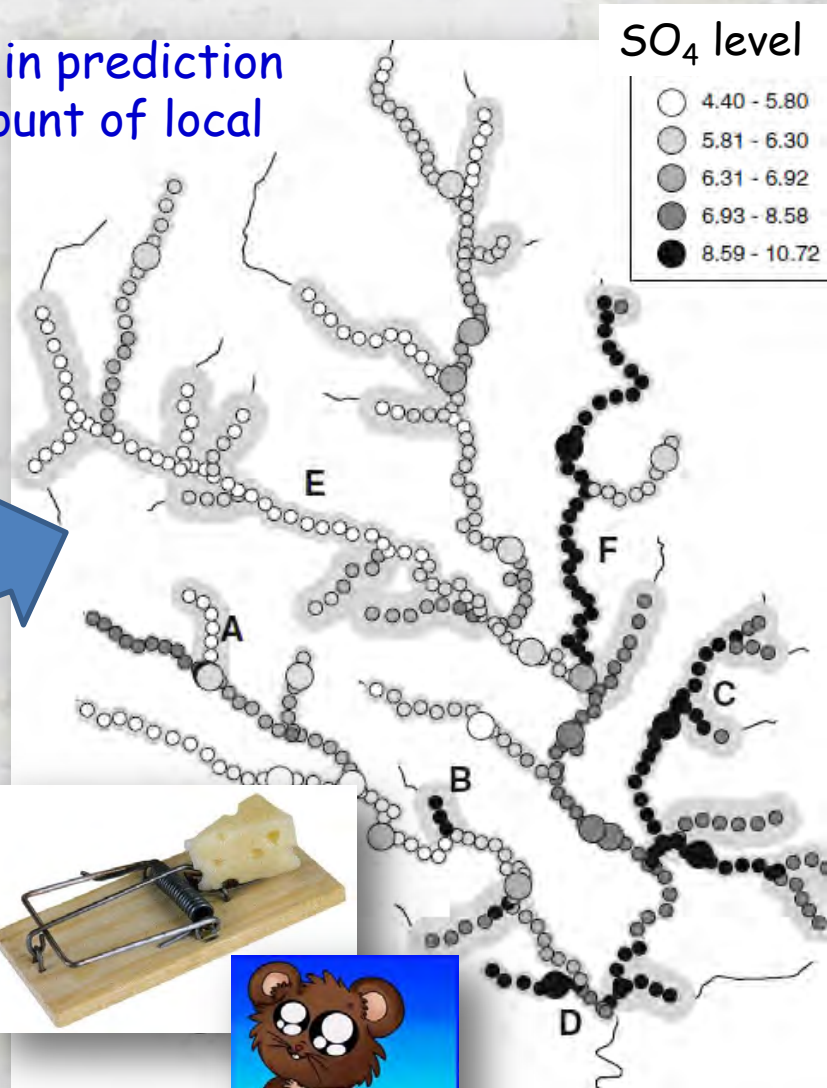 in prediction
ount of local
SO₄ level
4.40 - 5.80
5.81 - 6.30
6.31 - 6.92
6.93 - 8.58
8.59 - 10.72
E
F
A
C
B
D